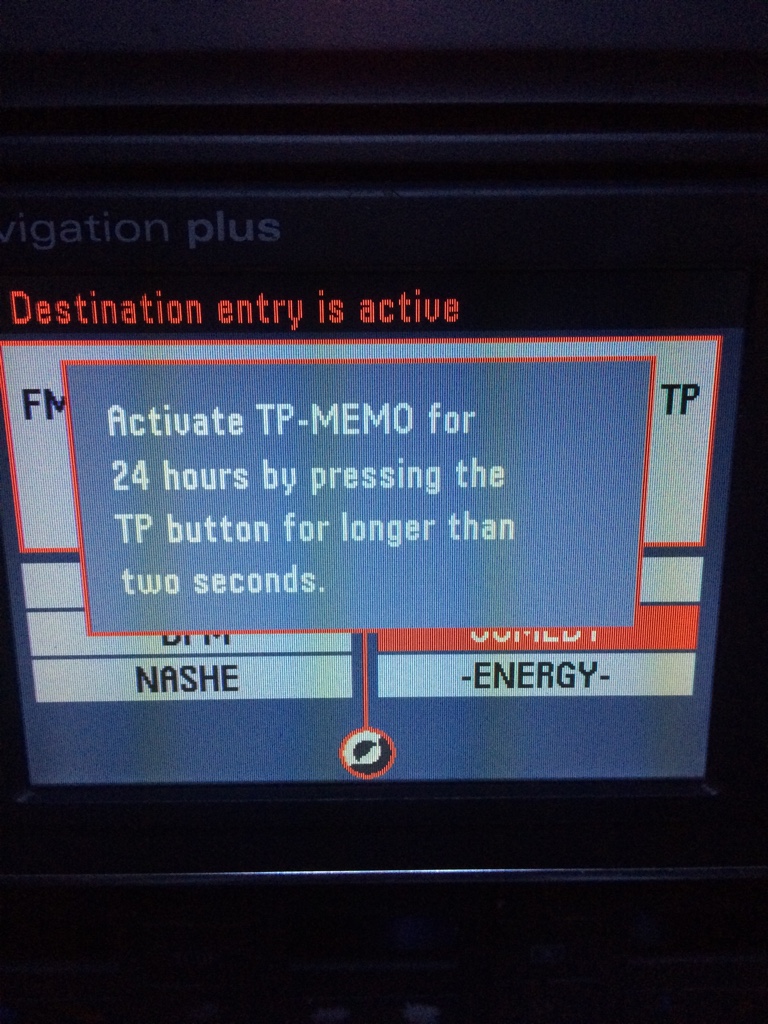 vigation plus
Destination entry is active
FM
TP
Activate TP-MEMO for
24 hours by pressing the
TP button for longer than
two seconds.
COMEDY
NASHE
-ENERGY-